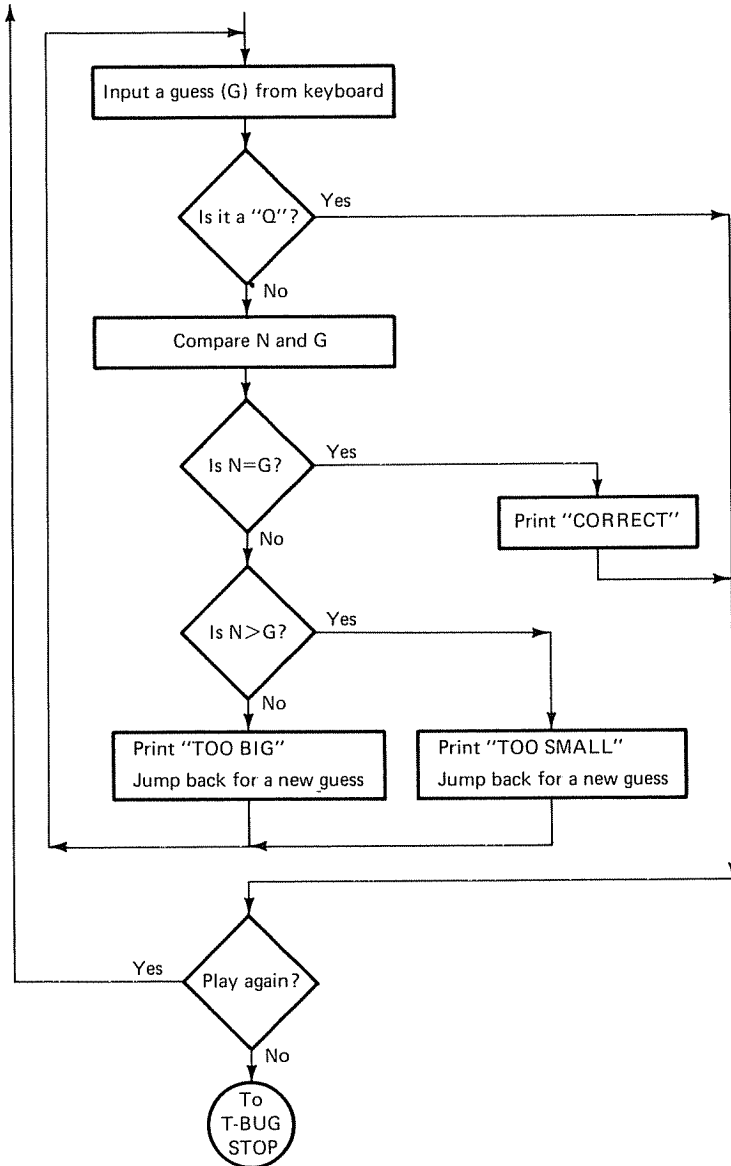 Input a guess (G) from keyboard
Is it a “Q”?
Yes
No
Compare N and G
Is N=G?
Yes
Print “CORRECT”
No
Is N>G?
Yes
No
Print “TOO BIG”
Jump back for a new guess
Print “TOO SMALL”
Jump back for a new guess
Yes
Play again?
No
To
T-BUG
STOP